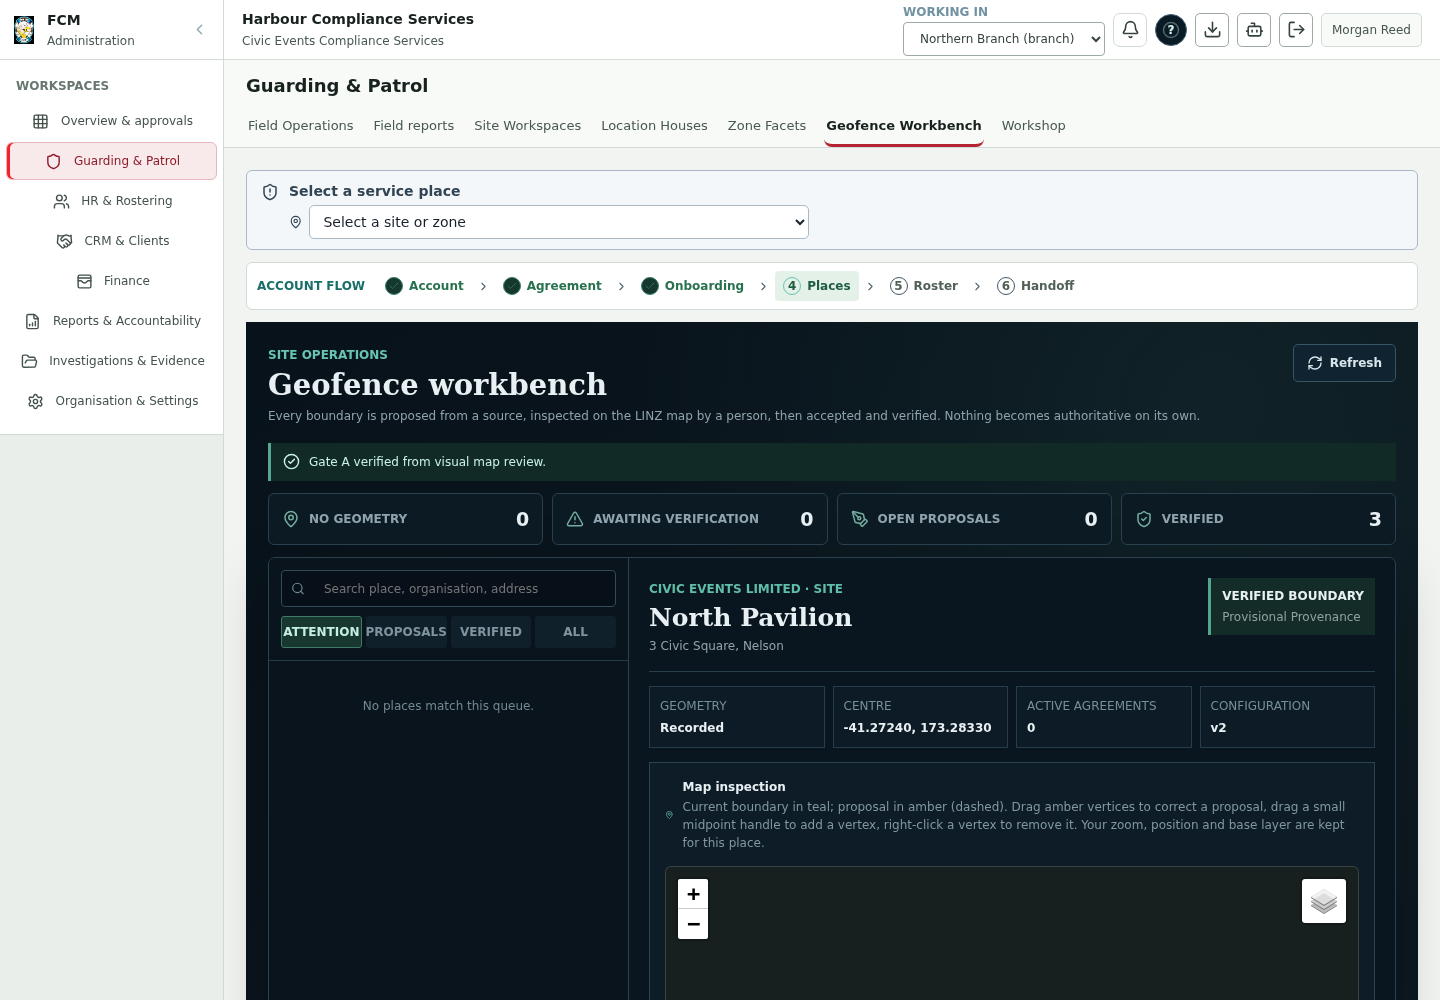 FCM
Administration
Harbour Compliance Services
Civic Events Compliance Services
WORKING IN
Northern Branch (branch)
?
Morgan Reed
WORKSPACES
Overview & approvals
Guarding & Patrol
HR & Rostering
CRM & Clients
Finance
Reports & Accountability
Investigations & Evidence
Organisation & Settings
Guarding & Patrol
Field Operations
Field reports
Site Workspaces
Location Houses
Zone Facets
Geofence Workbench
Workshop
Select a service place
Select a site or zone
ACCOUNT FLOW
Account
Agreement
Onboarding
4 Places
5 Roster
6 Handoff
SITE OPERATIONS
Geofence workbench
Every boundary is proposed from a source, inspected on the LINZ map by a person, then accepted and verified. Nothing becomes authoritative on its own.
Refresh
Gate A verified from visual map review.
NO GEOMETRY 0
AWAITING VERIFICATION 0
OPEN PROPOSALS 0
VERIFIED 3
Search place, organisation, address
ATTENTION
PROPOSALS
VERIFIED
ALL
No places match this queue.
CIVIC EVENTS LIMITED · SITE
North Pavilion
3 Civic Square, Nelson
VERIFIED BOUNDARY
Provisional Provenance
GEOMETRY
Recorded
CENTRE
-41.27240, 173.28330
ACTIVE AGREEMENTS
0
CONFIGURATION
v2
Map inspection
Current boundary in teal; proposal in amber (dashed). Drag amber vertices to correct a proposal, drag a small
midpoint handle to add a vertex, right-click a vertex to remove it. Your zoom, position and base layer are kept
for this place.
+
−